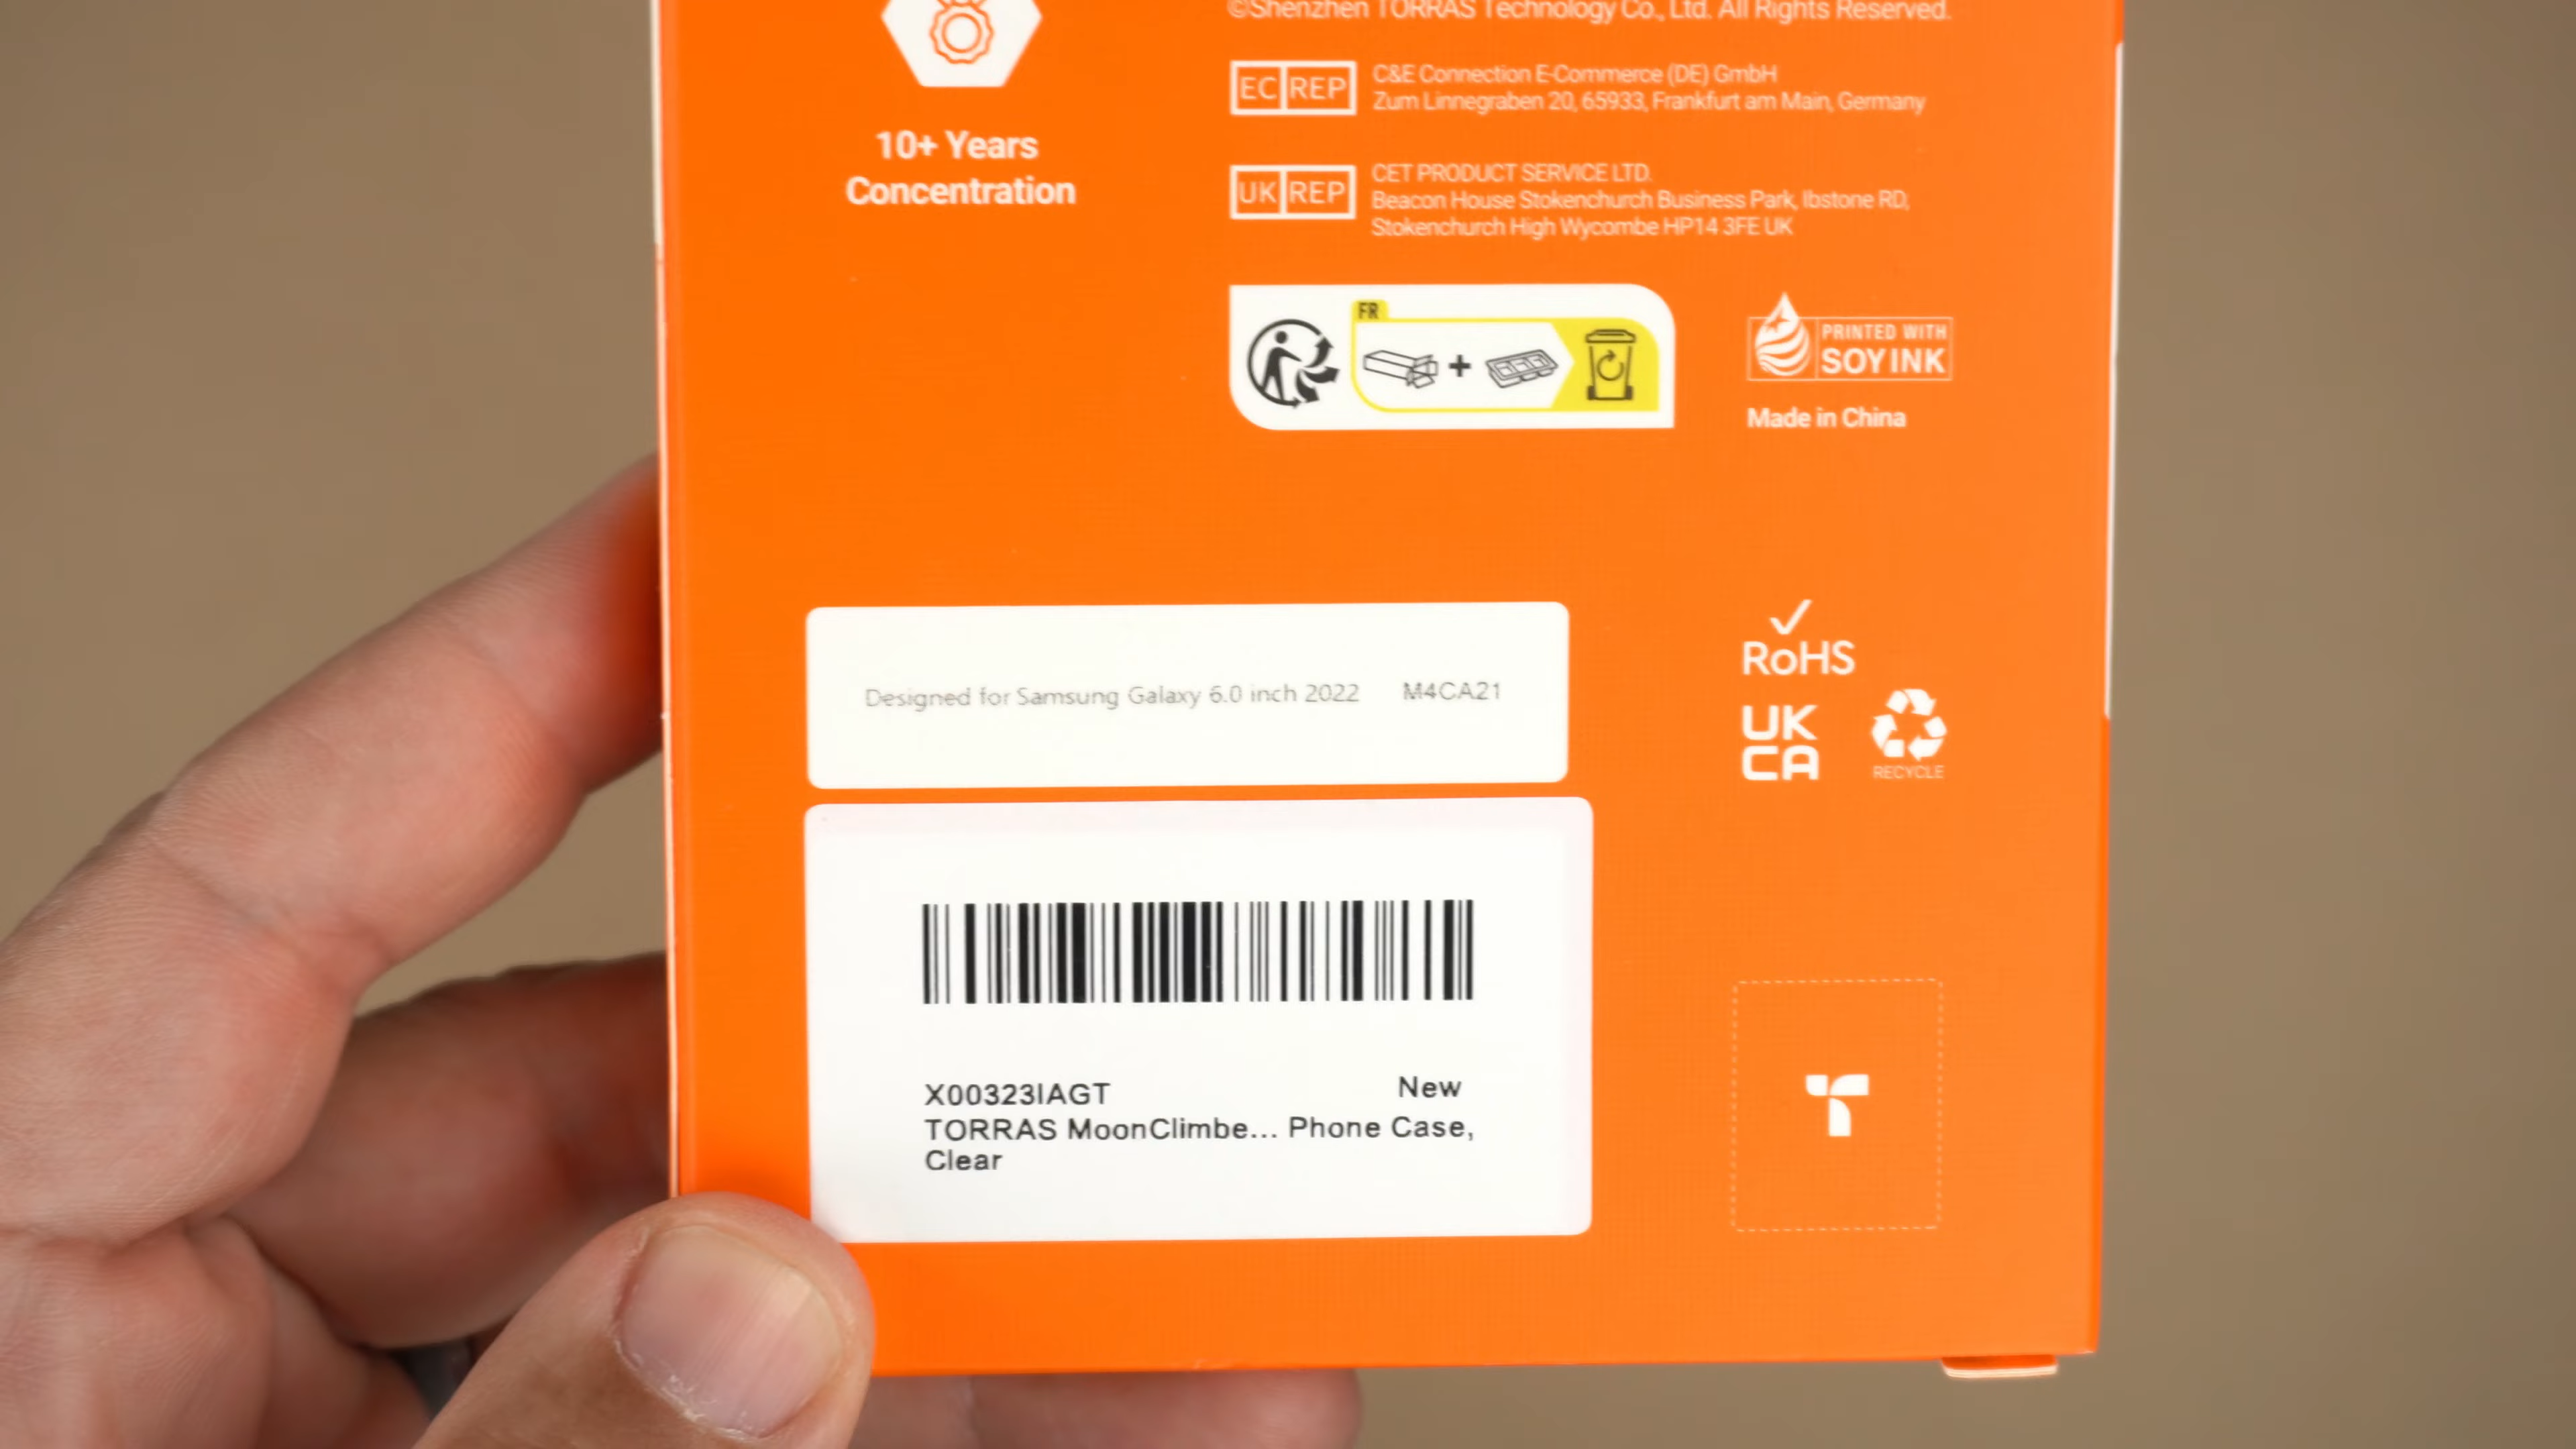 ©Shenzhen TORRAS Technology Co., Ltd. All Rights Reserved.
EC REP
C&E Connection E-Commerce (DE) GmbH
Zum Linnegraben 20, 65933, Frankfurt am Main, Germany
10+ Years
Concentration
UK REP
CET PRODUCT SERVICE LTD.
Beacon House Stokenchurch Business Park, Ibstone RD,
Stokenchurch High Wycombe HP14 3FE UK
FR
PRINTED WITH
SOY INK
Made in China
Designed for Samsung Galaxy 6.0 inch 2022 M4CA21
RoHS
UK
CA
RECYCLE
X00323IAGT New
TORRAS MoonClimbe... Phone Case,
Clear